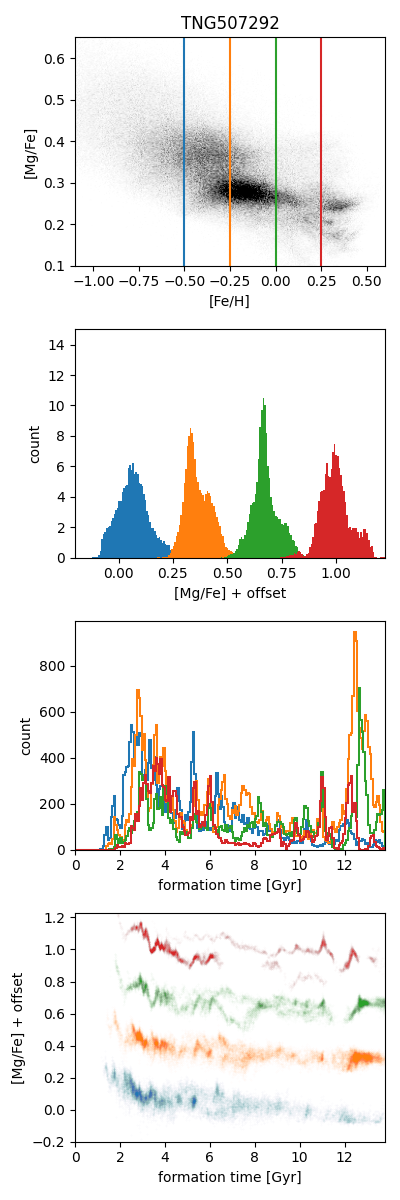 TNG507292
[Mg/Fe]
0.6
0.5
0.4
0.3
0.2
0.1
−1.00 −0.75 −0.50 −0.25 0.00 0.25 0.50
[Fe/H]
count
14
12
10
8
6
4
2
0
0.00 0.25 0.50 0.75 1.00
[Mg/Fe] + offset
count
800
600
400
200
0
0 2 4 6 8 10 12
formation time [Gyr]
[Mg/Fe] + offset
1.2
1.0
0.8
0.6
0.4
0.2
0.0
−0.2
0 2 4 6 8 10 12
formation time [Gyr]